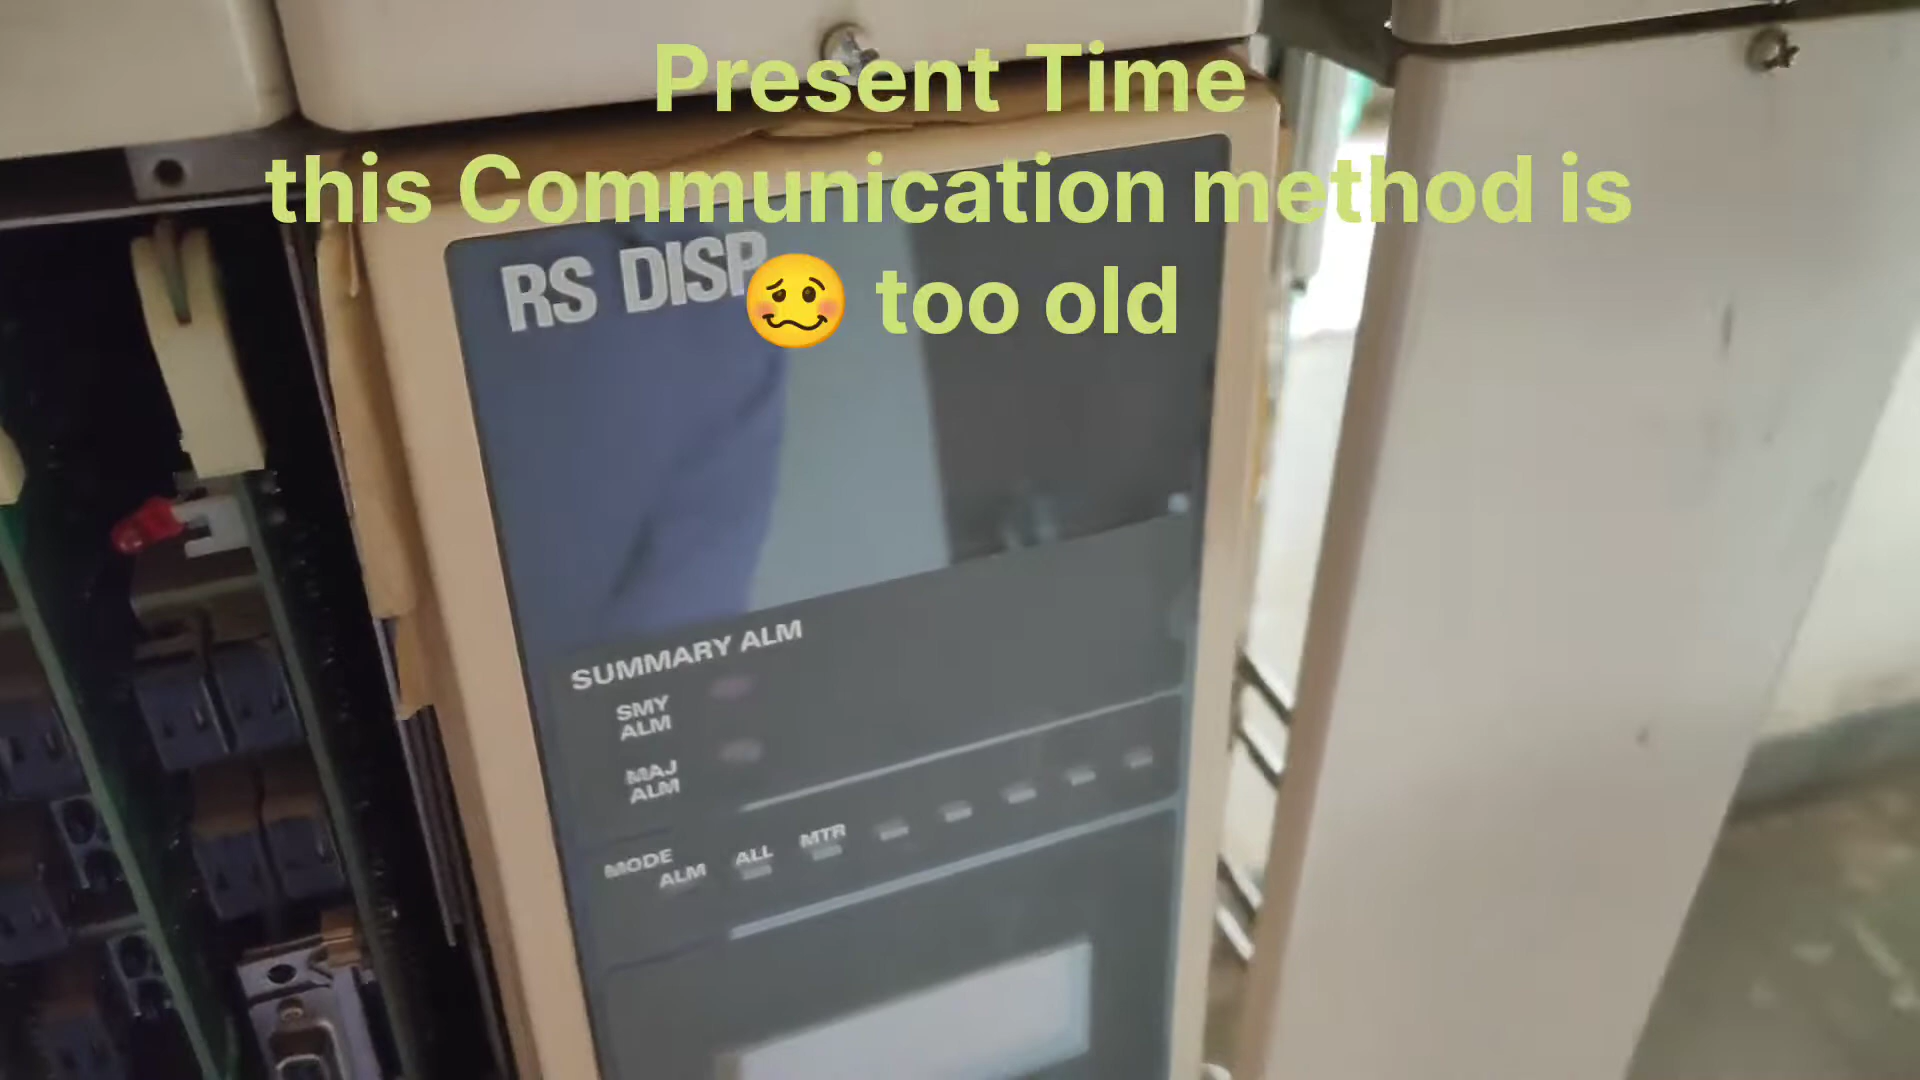 Present Time
this Communication method is
🥴 too old
RS DISP
SUMMARY ALM
SMY
ALM
MAJ
ALM
MODE
ALM
ALL
MTR